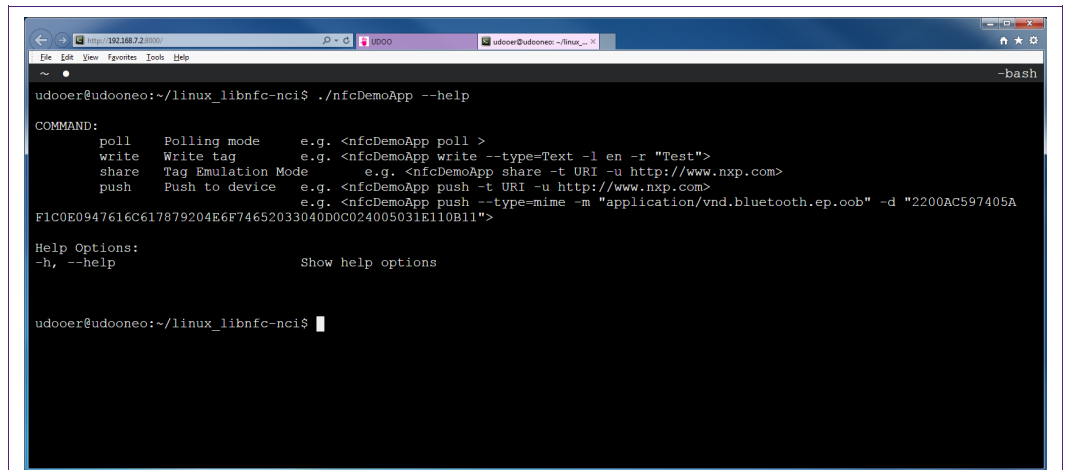 http://192.168.7.2:8000/
UDOO
udooer@udooneo: ~/linux_...
File Edit View Favorites Tools Help
~ ● -bash
udooer@udooneo:~/linux_libnfc-nci$ ./nfcDemoApp --help
COMMAND:
poll Polling mode e.g. <nfcDemoApp poll >
write Write tag e.g. <nfcDemoApp write --type=Text -l en -r "Test">
share Tag Emulation Mode e.g. <nfcDemoApp share -t URI -u http://www.nxp.com>
push Push to device e.g. <nfcDemoApp push -t URI -u http://www.nxp.com>
e.g. <nfcDemoApp push --type=mime -m "application/vnd.bluetooth.ep.oob" -d "2200AC597405A
F1C0E0947616C617879204E6F74652033040D0C024005031E110B11">
Help Options:
-h, --help Show help options
udooer@udooneo:~/linux_libnfc-nci$